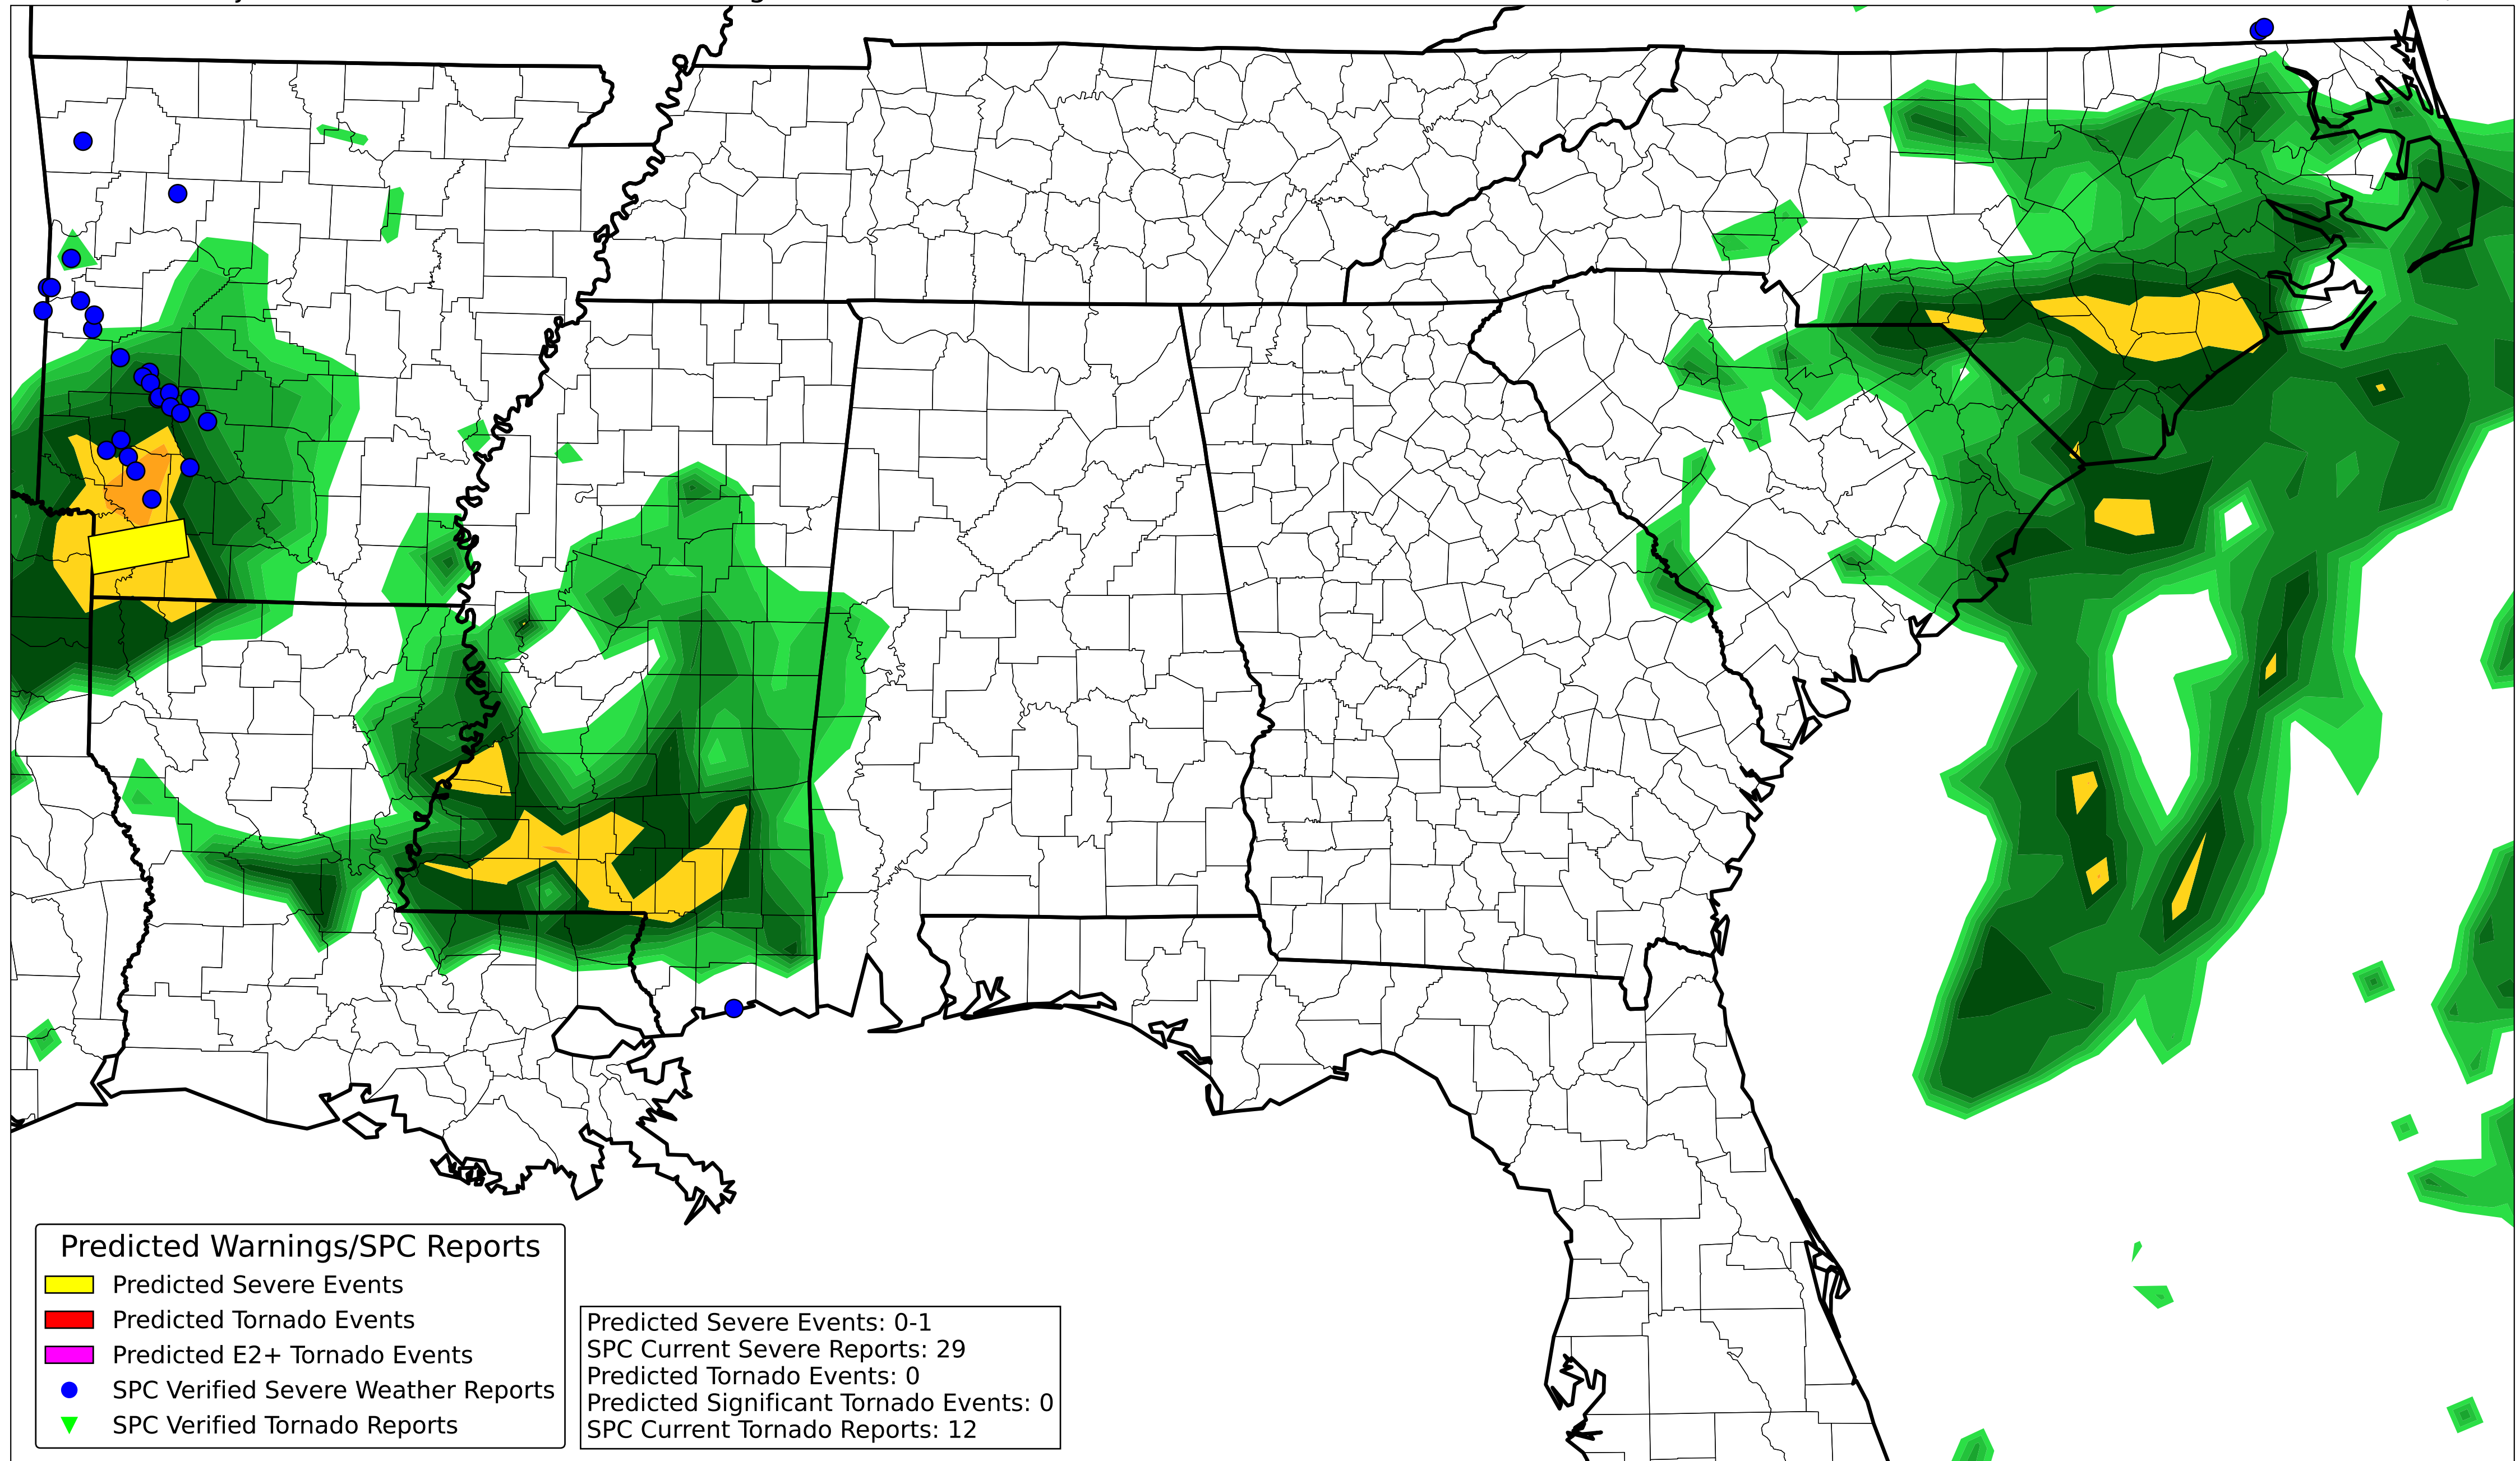 Predicted Warnings/SPC Reports
Predicted Severe Events
Predicted Tornado Events
Predicted E2+ Tornado Events
SPC Verified Severe Weather Reports
SPC Verified Tornado Reports
Predicted Severe Events: 0-1
SPC Current Severe Reports: 29
Predicted Tornado Events: 0
Predicted Significant Tornado Events: 0
SPC Current Tornado Reports: 12